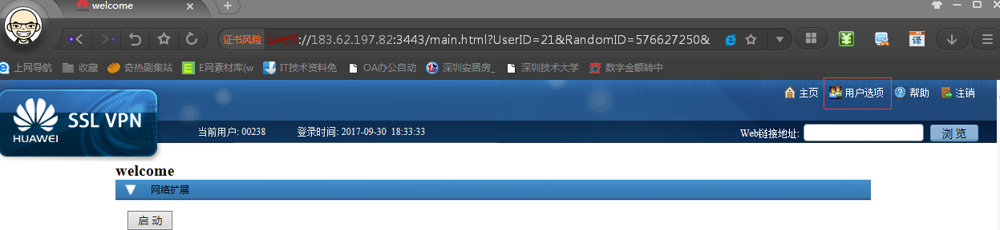 welcome
证书风险 https://183.62.197.82:3443/main.html?UserID=21&RandomID=576627250&
上网导航 收藏 奇热剧集站 E网素材库(w IT技术资料免 OA办公自动 深圳安居房_ 深圳技术大学 数字金额转中
主页 用户选项 帮助 注销
HUAWEI SSL VPN
当前用户: 00238 登录时间: 2017-09-30 18:33:33 Web链接地址: 浏 览
welcome
网络扩展
启 动